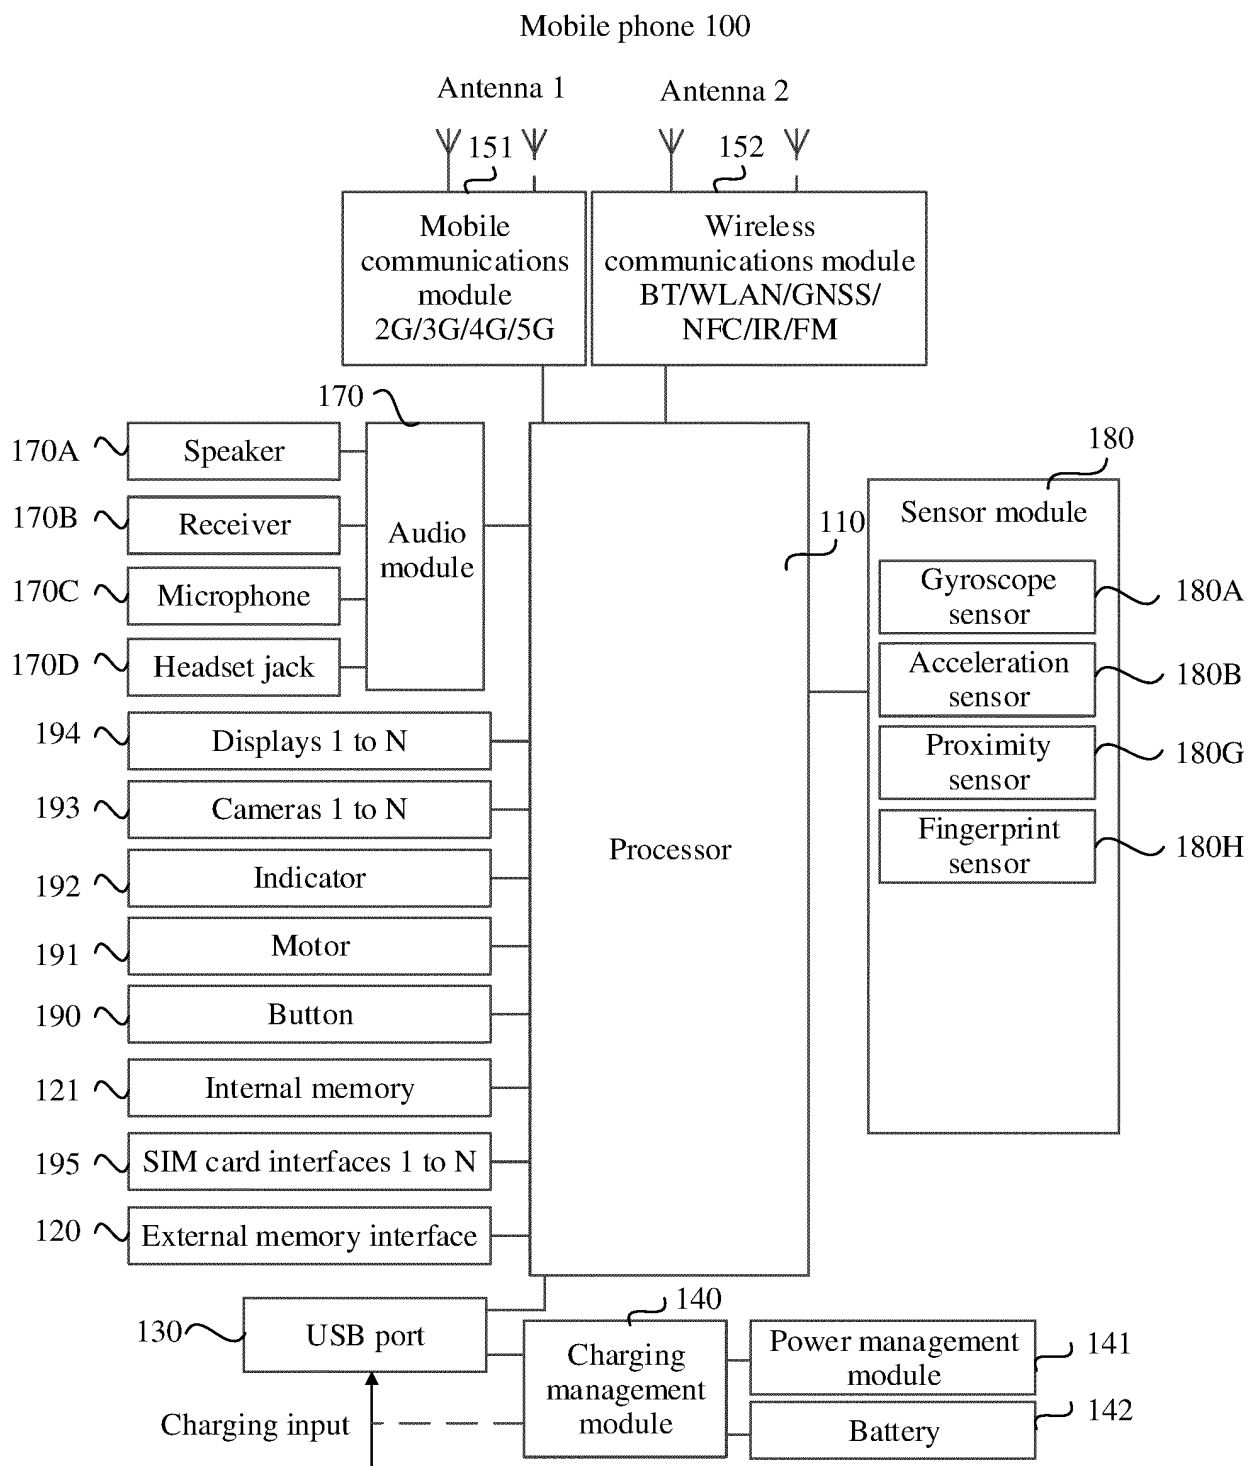 Mobile phone 100
Antenna 1
Antenna 2
151
152
Mobile
communications
module
2G/3G/4G/5G
Wireless
communications module
BT/WLAN/GNSS/
NFC/IR/FM
170
170A
Speaker
170B
Receiver
170C
Microphone
170D
Headset jack
Audio
module
194
Displays 1 to N
193
Cameras 1 to N
192
Indicator
191
Motor
190
Button
121
Internal memory
195
SIM card interfaces 1 to N
120
External memory interface
110
Processor
180
Sensor module
Gyroscope
sensor
180A
Acceleration
sensor
180B
Proximity
sensor
180G
Fingerprint
sensor
180H
130
USB port
140
Charging
management
module
Power management
module
141
Battery
142
Charging input